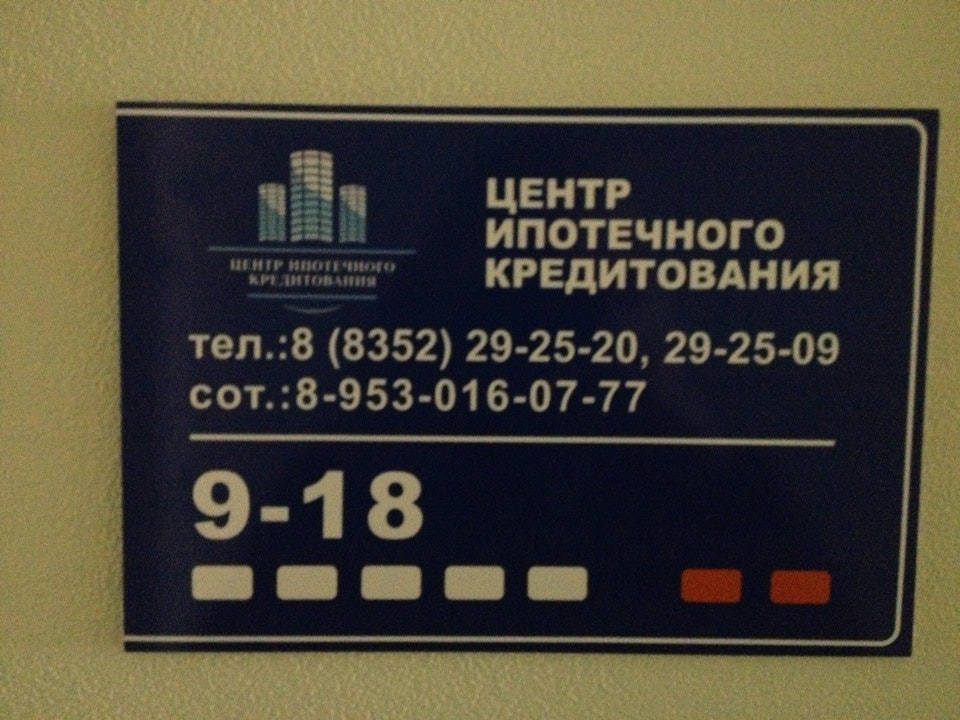 ЦЕНТР ИПОТЕЧНОГО
КРЕДИТОВАНИЯ
ЦЕНТР
ИПОТЕЧНОГО
КРЕДИТОВАНИЯ
тел.:8 (8352) 29-25-20, 29-25-09
сот.:8-953-016-07-77
9-18